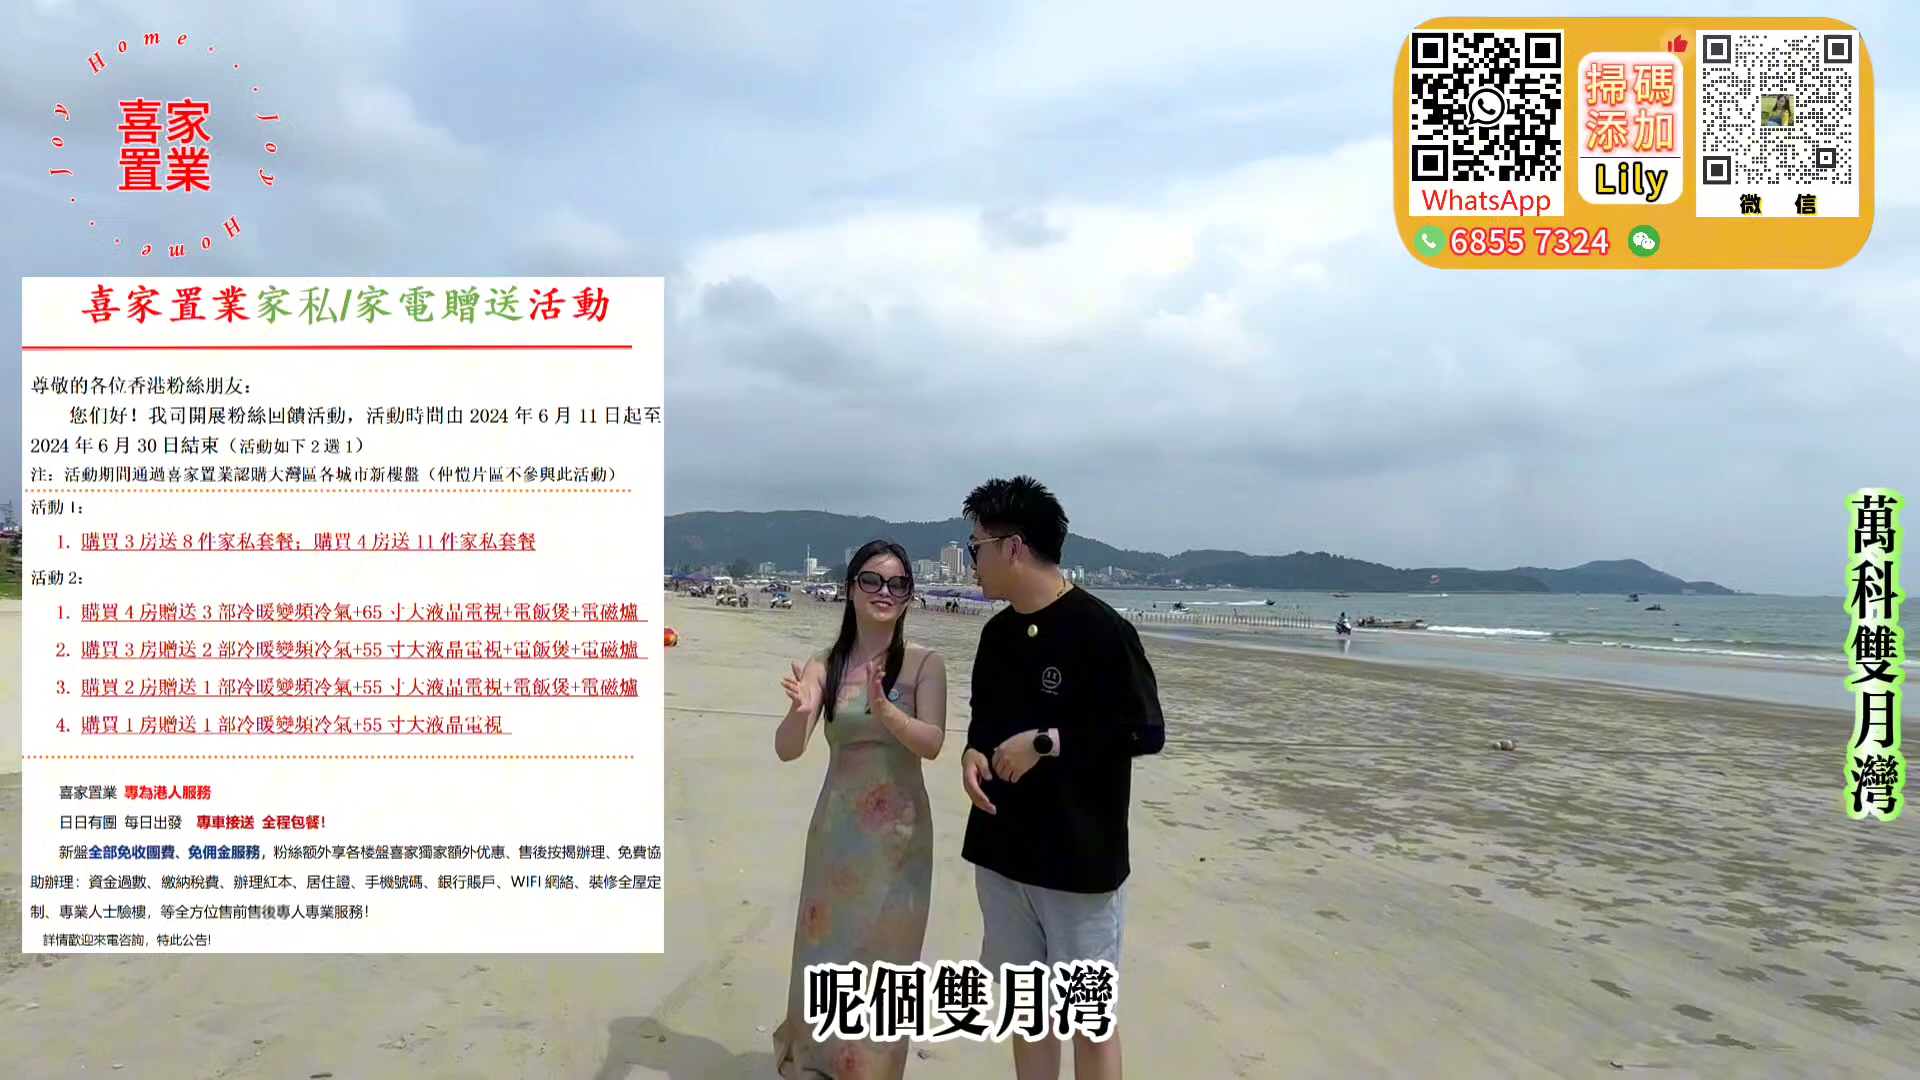 Home . . . Joy
Joy . . . Home
喜家
置業
掃碼
添加
Lily
WhatsApp
微 信
6855 7324
喜家置業家私/家電贈送活動
尊敬的各位香港粉絲朋友：
您们好！我司開展粉絲回饋活動，活動時間由 2024 年 6 月 11 日起至
2024 年 6 月 30 日結束（活動如下 2 選 1）
注：活動期間通過喜家置業認購大灣區各城市新樓盤（仲愷片區不參與此活動）
活動 1：
1. 購買 3 房送 8 件家私套餐；購買 4 房送 11 件家私套餐
活動 2：
1. 購買 4 房贈送 3 部冷暖變頻冷氣+65 寸大液晶電視+電飯煲+電磁爐
2. 購買 3 房贈送 2 部冷暖變頻冷氣+55 寸大液晶電視+電飯煲+電磁爐
3. 購買 2 房贈送 1 部冷暖變頻冷氣+55 寸大液晶電視+電飯煲+電磁爐
4. 購買 1 房贈送 1 部冷暖變頻冷氣+55 寸大液晶電視
喜家置業 專為港人服務
日日有團 每日出發 專車接送 全程包餐！
新盤全部免收團費、免佣金服務，粉絲额外享各楼盤喜家獨家額外优惠、售後按揭辦理、免費協
助辦理：資金過數、繳納稅費、辦理紅本、居住證、手機號碼、銀行賬戶、WIFI 網絡、裝修全屋定
制、專業人士驗樓，等全方位售前售後專人專業服務！
詳情歡迎來電咨詢，特此公告!
萬科雙月灣
呢個雙月灣